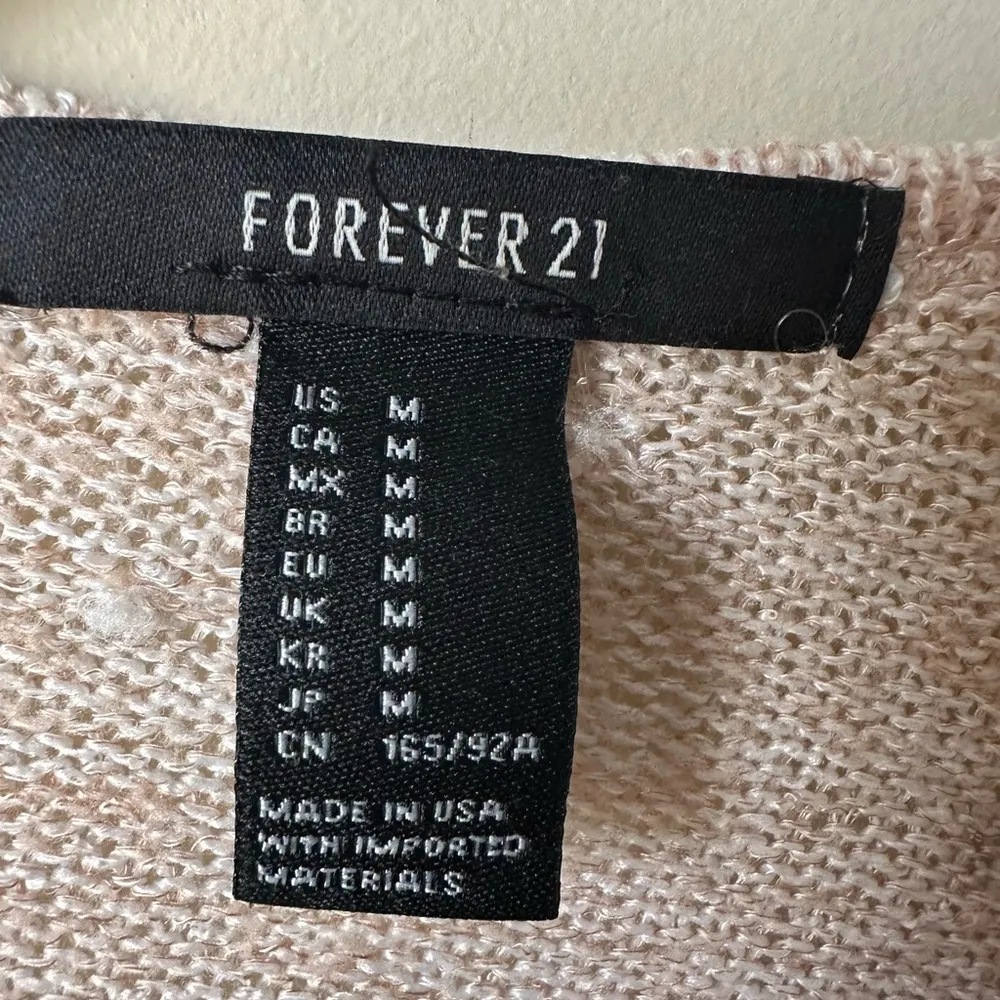 FOREVER 21
US M
CA M
MX M
BR M
EU M
UK M
KR M
JP M
CN 165/92A
MADE IN USA
WITH IMPORTED
MATERIALS